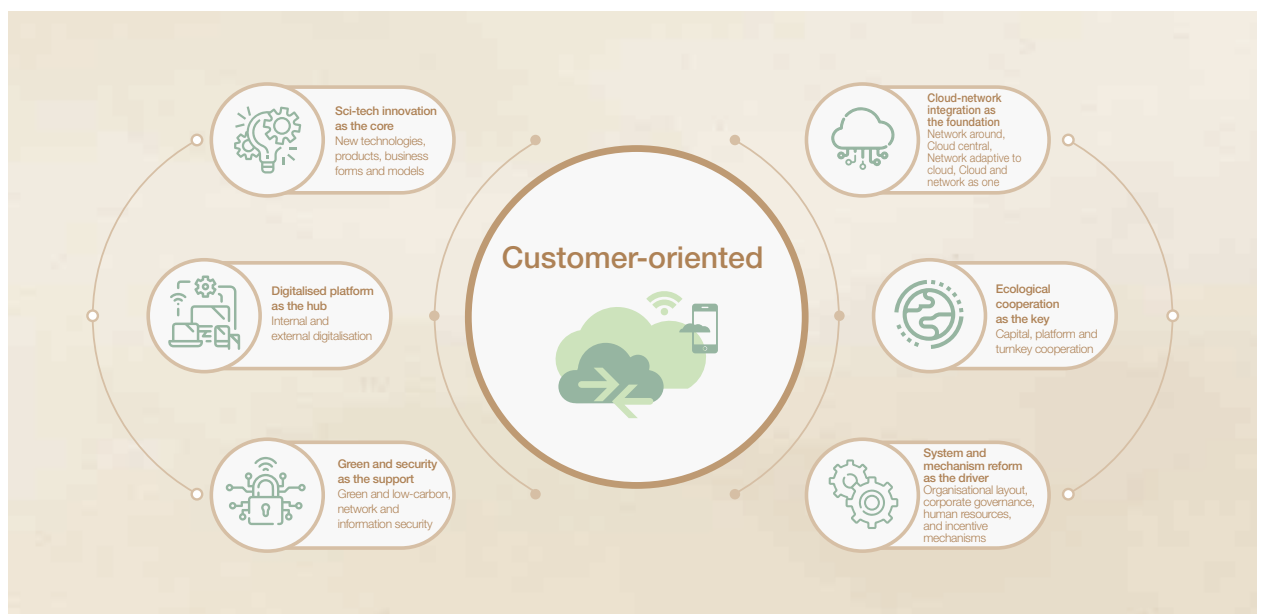 Sci-tech innovation
as the core
New technologies,
products, business
forms and models
Digitalised platform
as the hub
Internal and
external digitalisation
Green and security
as the support
Green and low-carbon,
network and
information security
Customer-oriented
Cloud-network
integration as
the foundation
Network around,
Cloud central,
Network adaptive to
cloud, Cloud and
network as one
Ecological
cooperation
as the key
Capital, platform and
turnkey cooperation
System and
mechanism reform
as the driver
Organisational layout,
corporate governance,
human resources,
and incentive
mechanisms